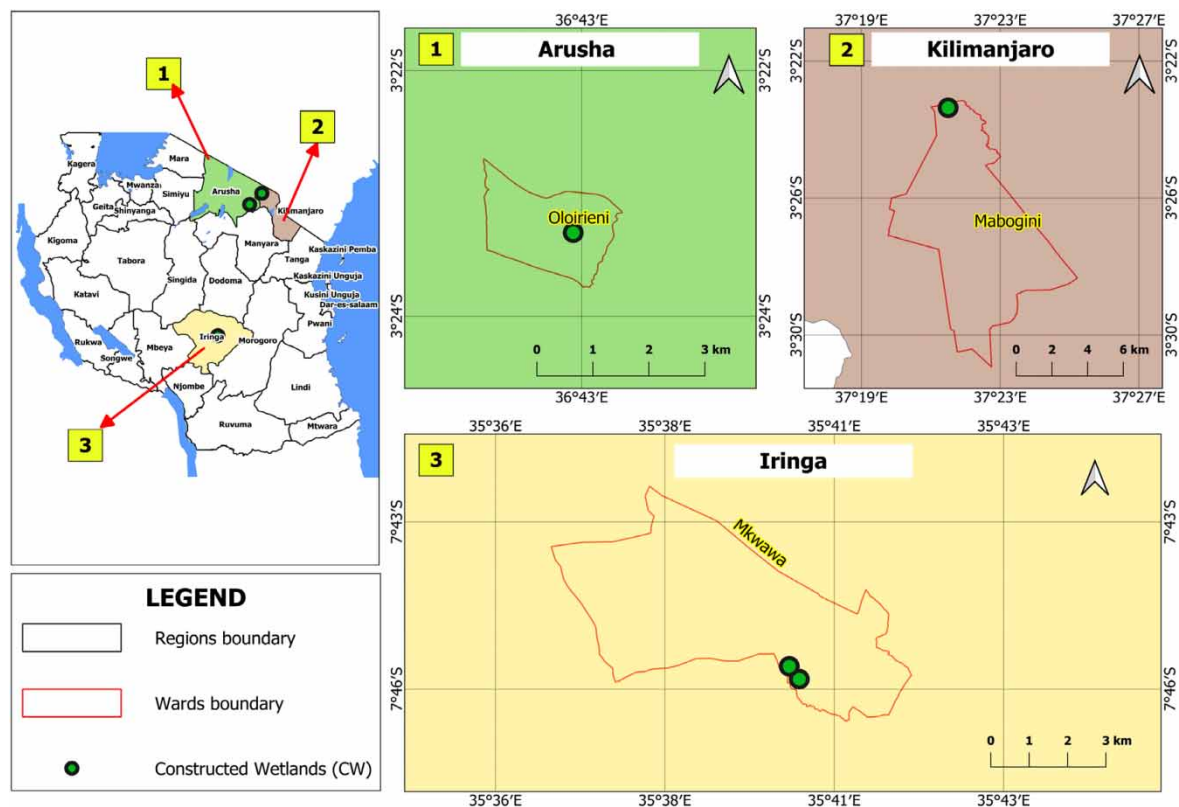 1
2
3
Kagera
Mara
Mwanza
Simiyu
Geita
Shinyanga
Arusha
Kilimanjaro
Kigoma
Tabora
Manyara
Tanga
Kaskazini Pemba
Kaskazini Unguja
Singida
Dodoma
Kusini Unguja
Dar-es-salaam
Katavi
Pwani
Rukwa
Songwe
Mbeya
Iringa
Morogoro
Njombe
Lindi
Ruvuma
Mtwara
LEGEND
Regions boundary
Wards boundary
Constructed Wetlands (CW)
36°43'E
1
Arusha
3°22'S
3°22'S
Oloirieni
3°24'S
3°24'S
0 1 2 3 km
36°43'E
37°19'E 37°23'E 37°27'E
2
Kilimanjaro
3°22'S
3°22'S
3°26'S
3°26'S
Mabogini
3°30'S
3°30'S
0 2 4 6 km
37°19'E 37°23'E 37°27'E
35°36'E 35°38'E 35°41'E 35°43'E
3
Iringa
7°43'S
7°43'S
Mkwawa
7°46'S
7°46'S
0 1 2 3 km
35°36'E 35°38'E 35°41'E 35°43'E